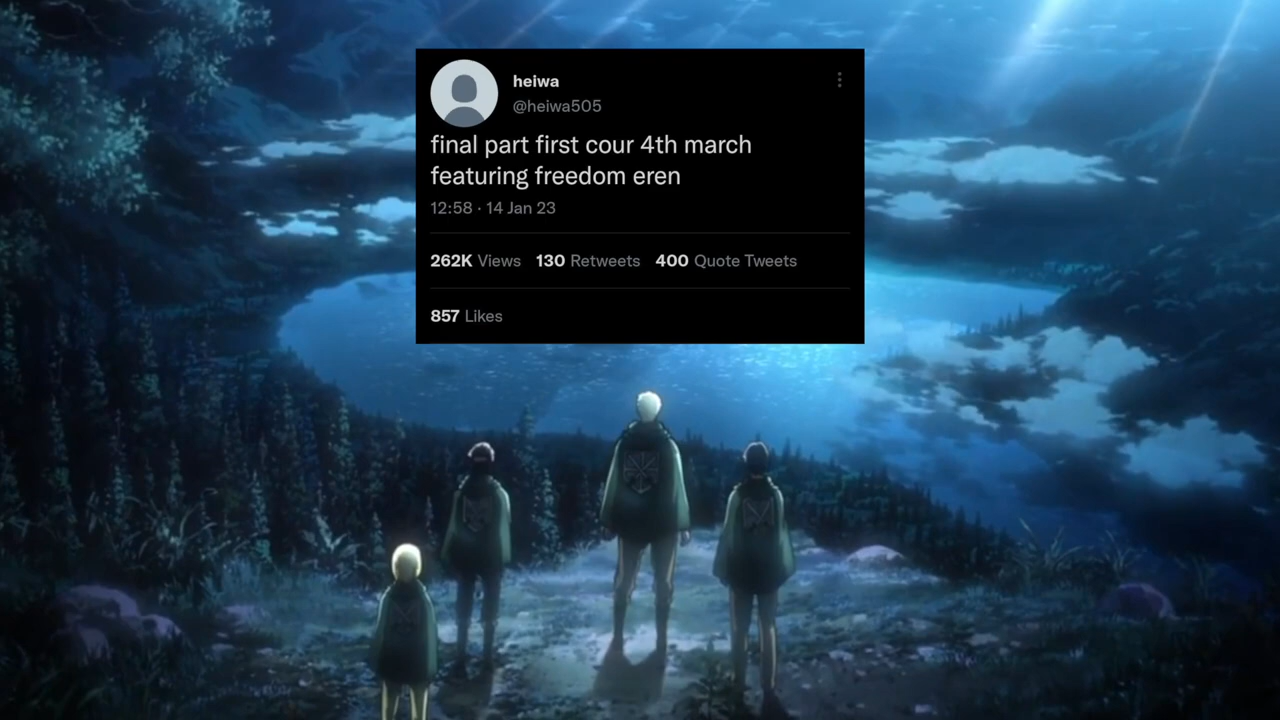 heiwa
@heiwa505
final part first cour 4th march
featuring freedom eren
12:58 · 14 Jan 23
262K Views 130 Retweets 400 Quote Tweets
857 Likes